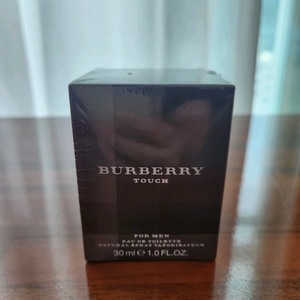 BURBERRY
TOUCH
FOR MEN
EAU DE TOILETTE
NATURAL SPRAY VAPORISATEUR
30 ml ℮ 1.0 FL.OZ.